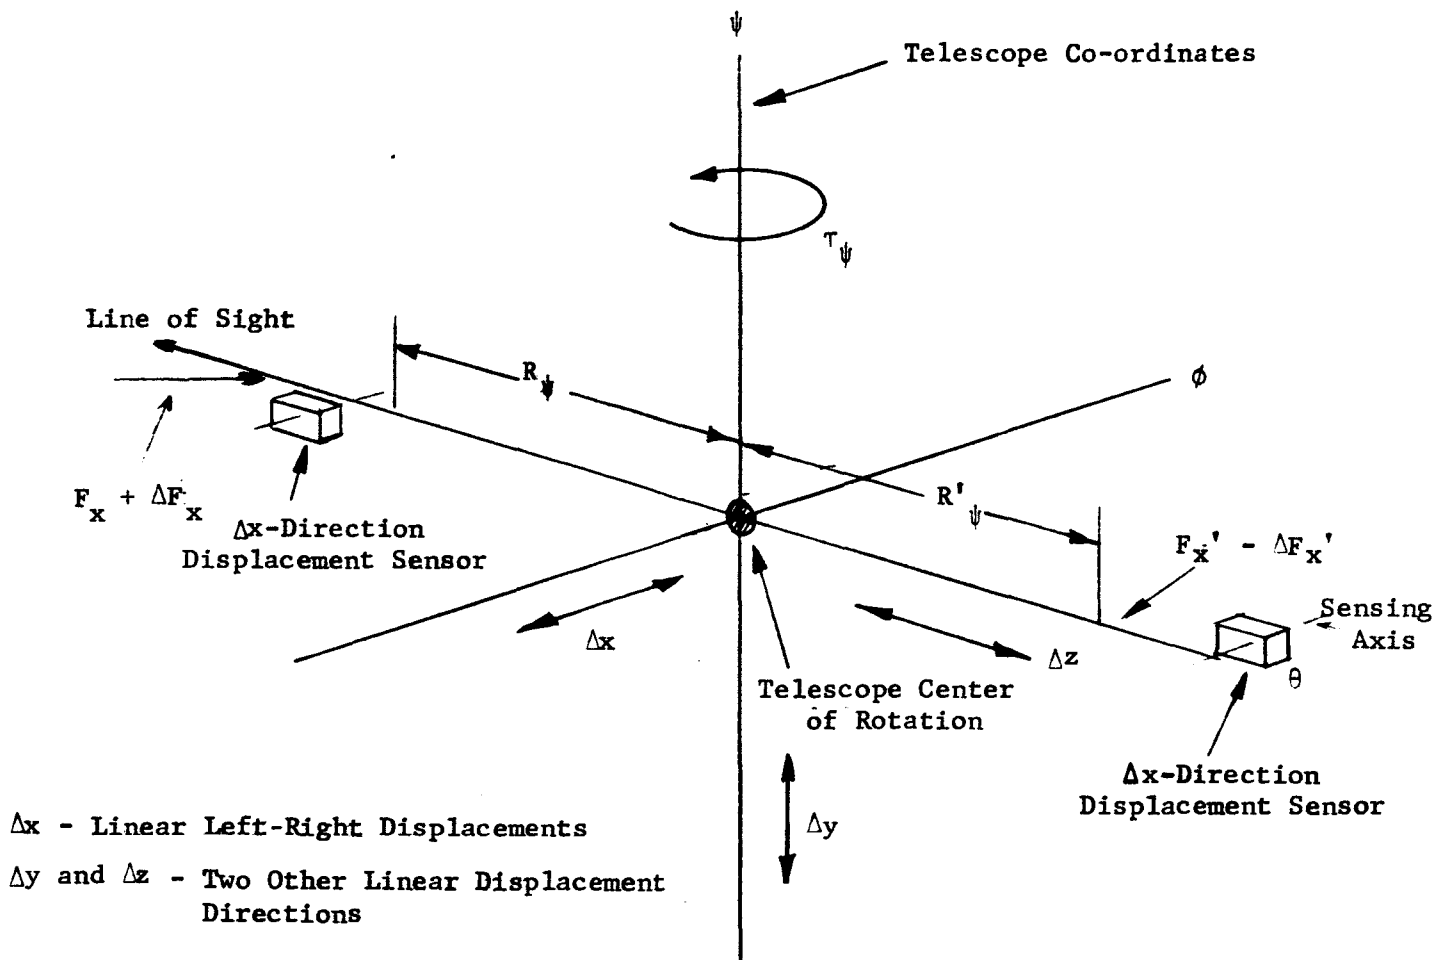 ψ
Telescope Co-ordinates
τψ
Line of Sight
Rψ
φ
R'ψ
Fx + ΔFx
Δx-Direction
Displacement Sensor
Fx' - ΔFx'
Sensing
Axis
Δx
Δz
θ
Telescope Center
of Rotation
Δx-Direction
Displacement Sensor
Δy
Δx - Linear Left-Right Displacements
Δy and Δz - Two Other Linear Displacement
Directions